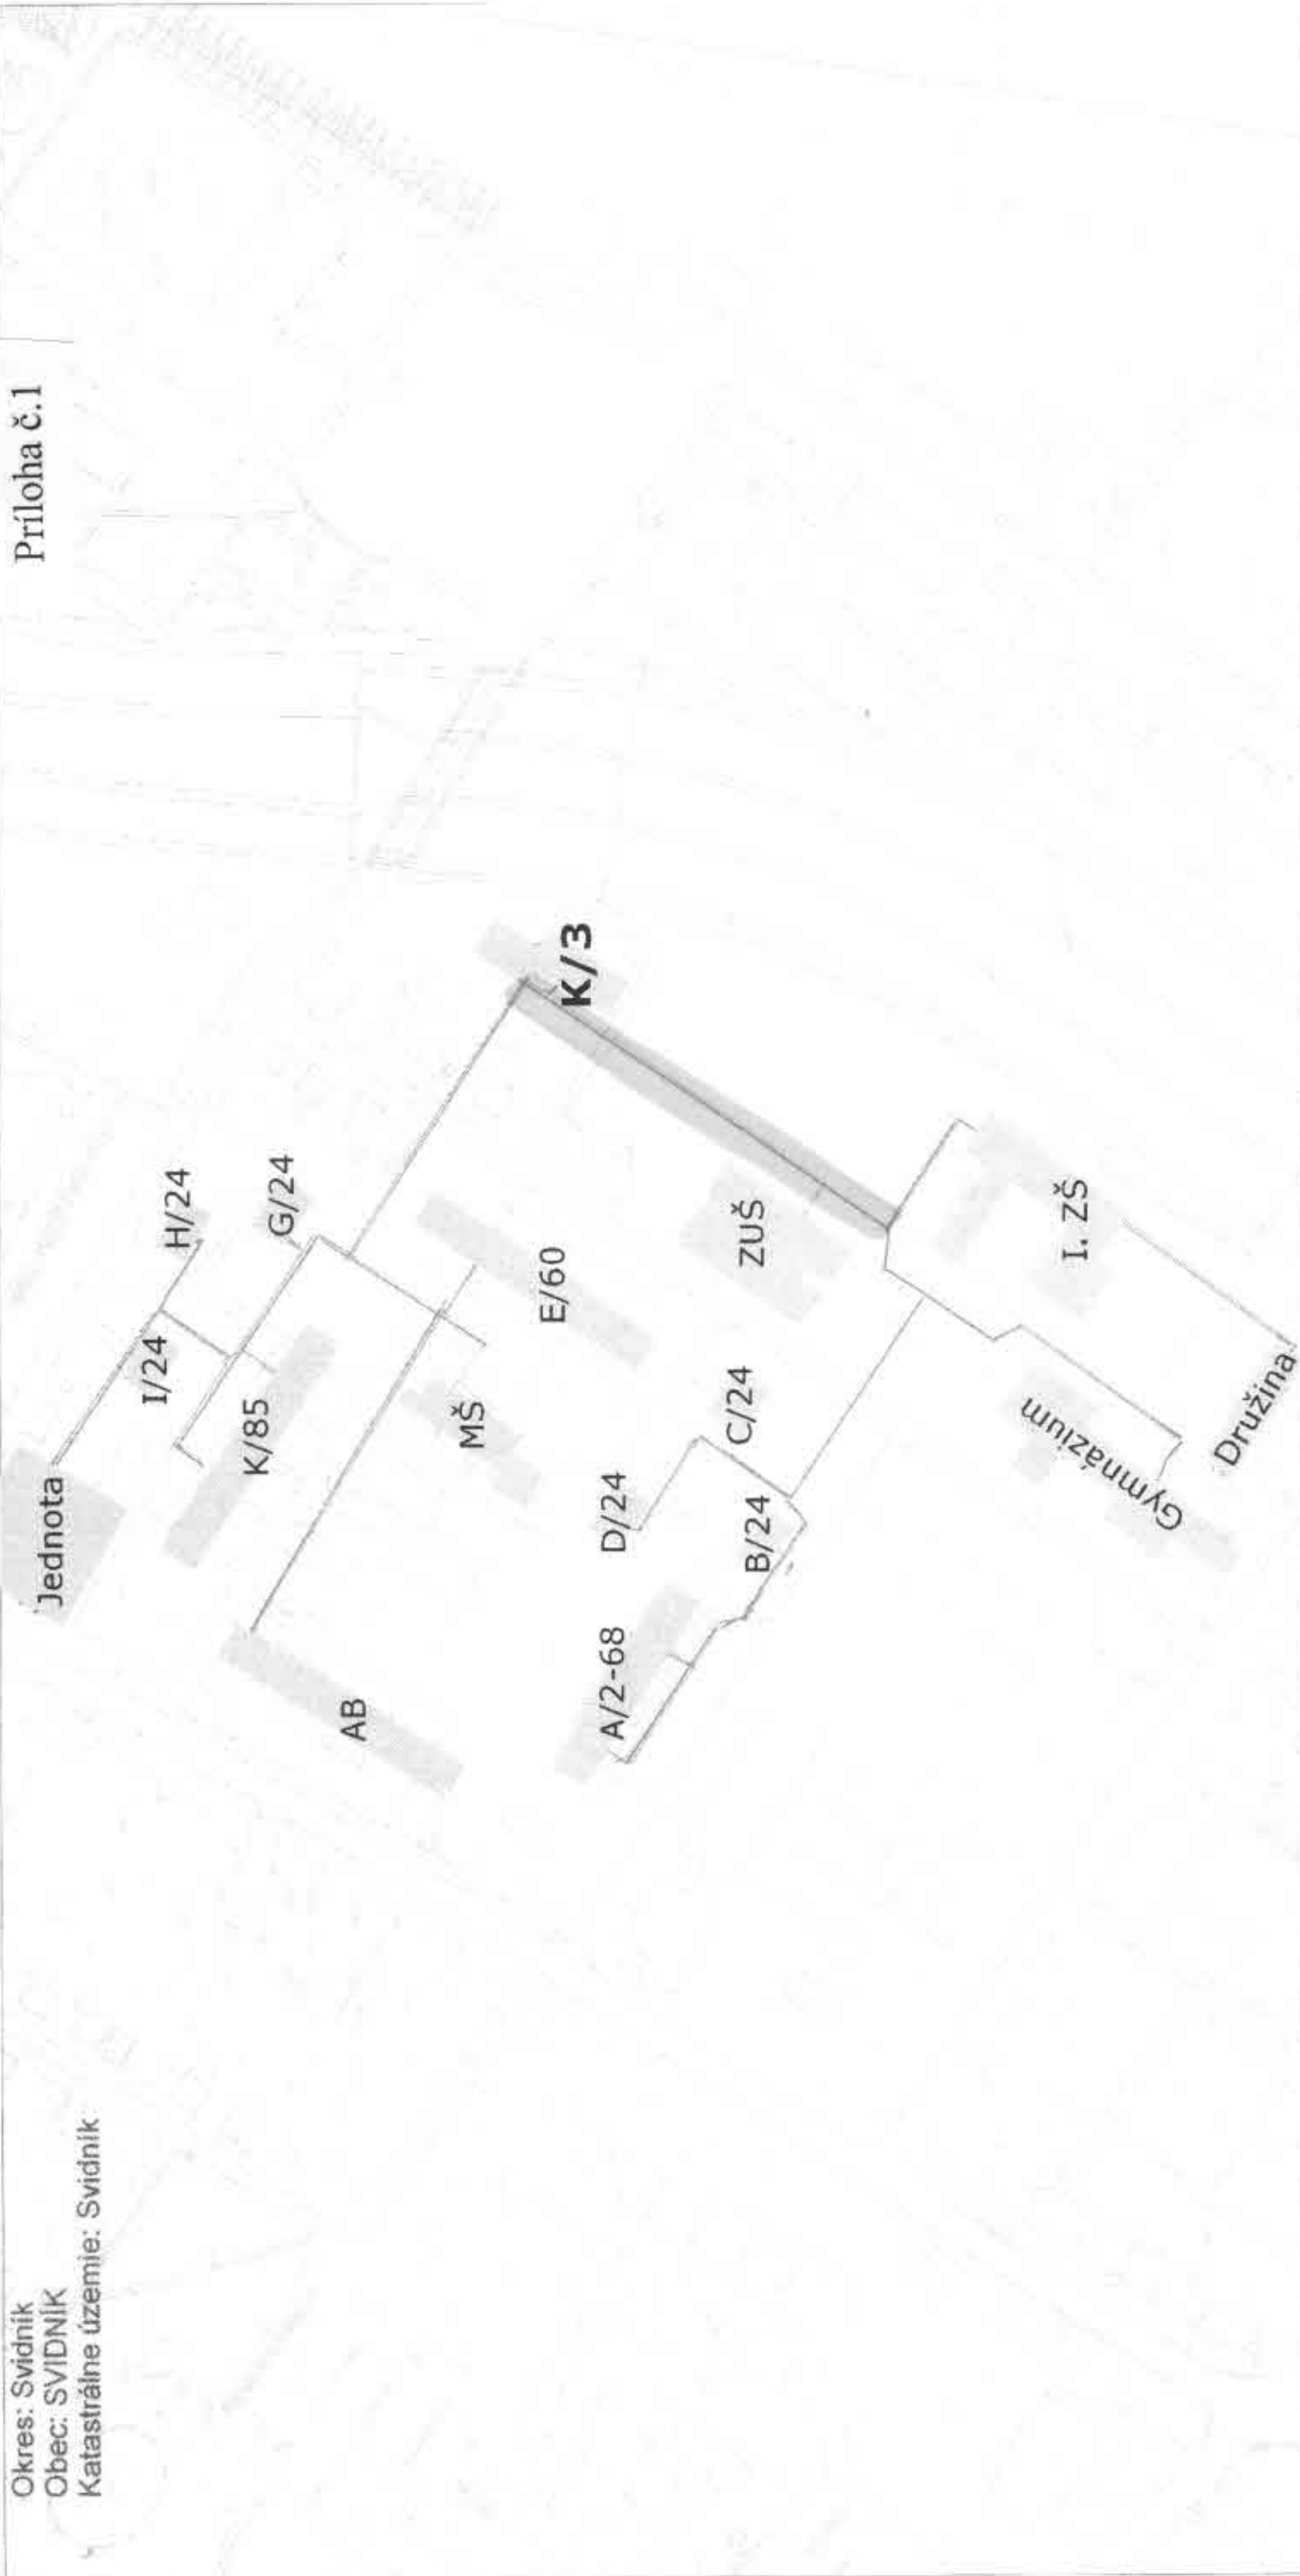 Príloha č.1
Okres: Svidník
Obec: SVIDNÍK
Katastrálne územie: Svidník
Jednota
I/24
H/24
K/85
G/24
AB
MŠ
E/60
K/3
A/2-68
D/24
C/24
B/24
ZUŠ
I. ZŠ
Gymnázium
Družina